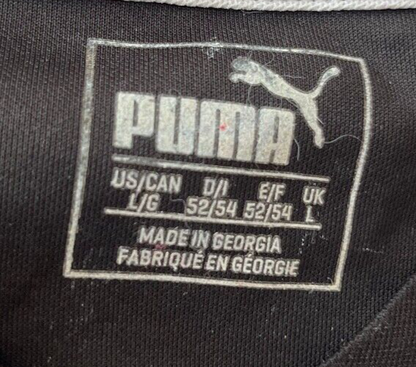 PUMA
US/CAN D/I E/F UK
L/G 52/54 52/54 L
MADE IN GEORGIA
FABRIQUÉ EN GÉORGIE